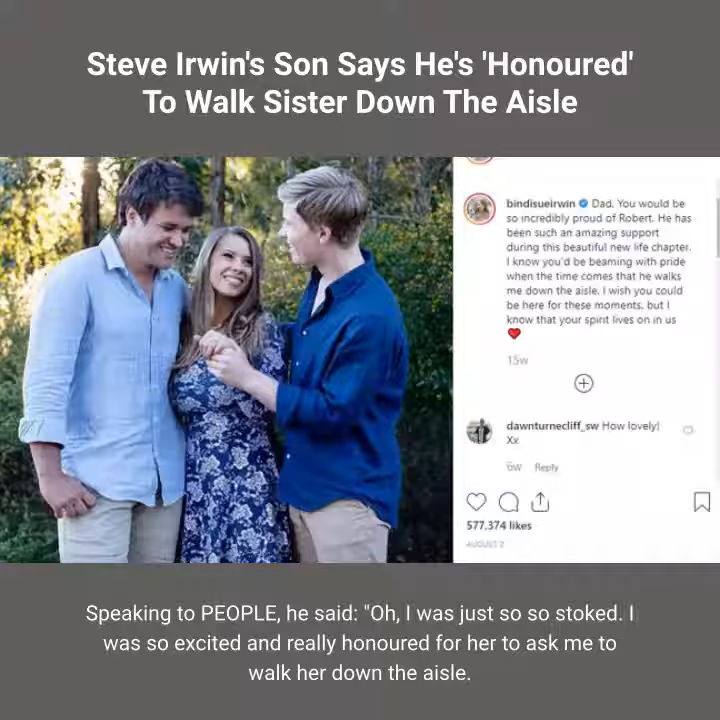 Steve Irwin's Son Says He's 'Honoured'
To Walk Sister Down The Aisle
bindisueirwin Dad. You would be
so incredibly proud of Robert. He has
been such an amazing support
during this beautiful new life chapter.
I know you'd be beaming with pride
when the time comes that he walks
me down the aisle. I wish you could
be here for these moments, but I
know that your spirit lives on in us
❤️
15w
dawnturnecliff_sw How lovely!
Xx
6w Reply
577,374 likes
AUGUST 2
Speaking to PEOPLE, he said: "Oh, I was just so so stoked. I
was so excited and really honoured for her to ask me to
walk her down the aisle.